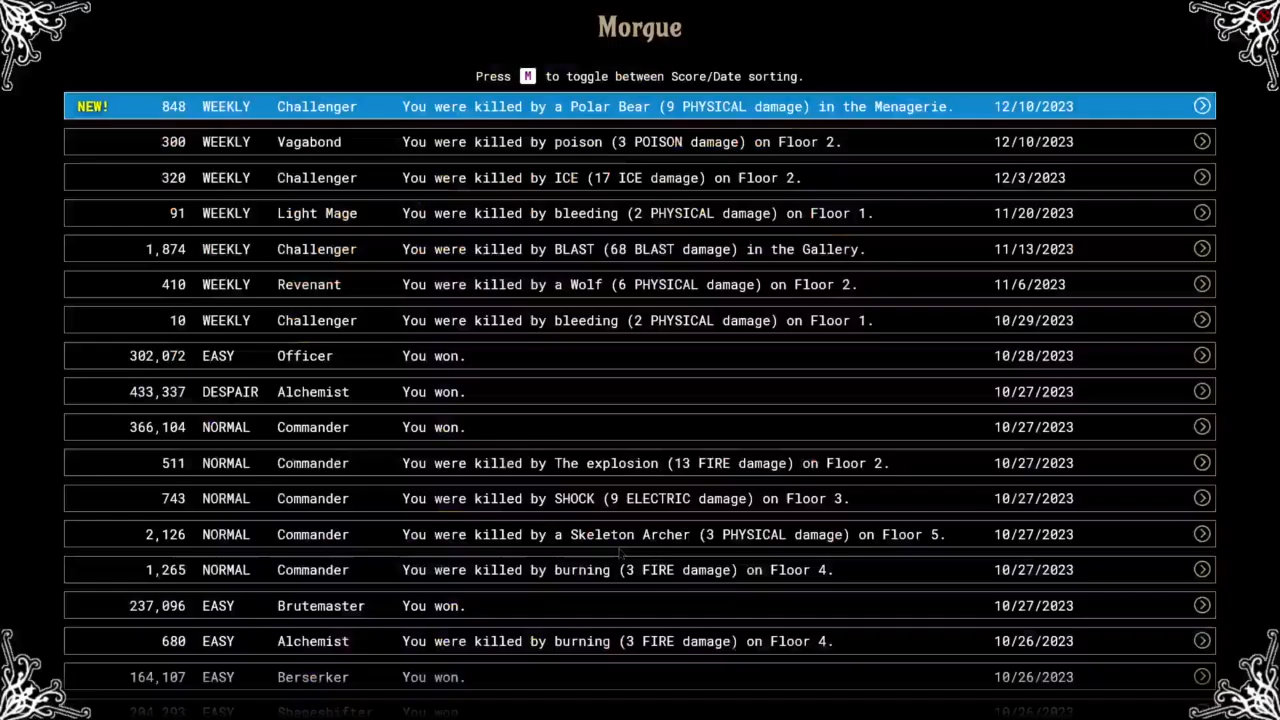 Morgue
Press M to toggle between Score/Date sorting.
NEW! 848 WEEKLY Challenger You were killed by a Polar Bear (9 PHYSICAL damage) in the Menagerie. 12/10/2023
300 WEEKLY Vagabond You were killed by poison (3 POISON damage) on Floor 2. 12/10/2023
320 WEEKLY Challenger You were killed by ICE (17 ICE damage) on Floor 2. 12/3/2023
91 WEEKLY Light Mage You were killed by bleeding (2 PHYSICAL damage) on Floor 1. 11/20/2023
1,874 WEEKLY Challenger You were killed by BLAST (68 BLAST damage) in the Gallery. 11/13/2023
410 WEEKLY Revenant You were killed by a Wolf (6 PHYSICAL damage) on Floor 2. 11/6/2023
10 WEEKLY Challenger You were killed by bleeding (2 PHYSICAL damage) on Floor 1. 10/29/2023
302,072 EASY Officer You won. 10/28/2023
433,337 DESPAIR Alchemist You won. 10/27/2023
366,104 NORMAL Commander You won. 10/27/2023
511 NORMAL Commander You were killed by The explosion (13 FIRE damage) on Floor 2. 10/27/2023
743 NORMAL Commander You were killed by SHOCK (9 ELECTRIC damage) on Floor 3. 10/27/2023
2,126 NORMAL Commander You were killed by a Skeleton Archer (3 PHYSICAL damage) on Floor 5. 10/27/2023
1,265 NORMAL Commander You were killed by burning (3 FIRE damage) on Floor 4. 10/27/2023
237,096 EASY Brutemaster You won. 10/27/2023
680 EASY Alchemist You were killed by burning (3 FIRE damage) on Floor 4. 10/26/2023
164,107 EASY Berserker You won. 10/26/2023
204,293 EASY Shapeshifter You won. 10/26/2023